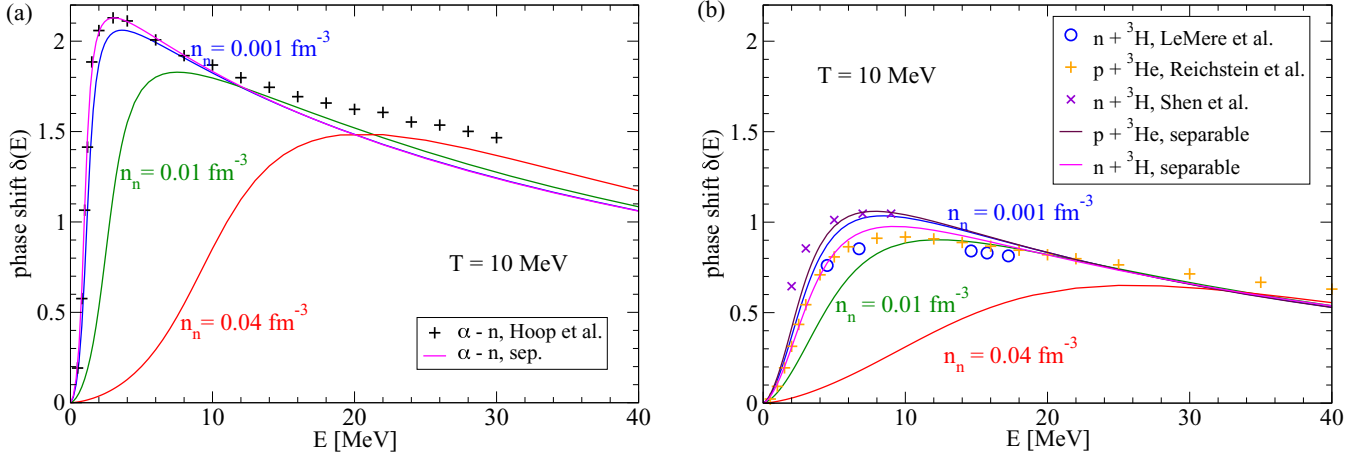 (a)
2
1.5
1
0.5
0
phase shift δ(E)
0
10
20
30
40
E [MeV]
n_n = 0.001 fm^-3
T = 10 MeV
n_n = 0.01 fm^-3
n_n = 0.04 fm^-3
α - n, Hoop et al.
α - n, sep.
(b)
2
1.5
1
0.5
0
phase shift δ(E)
0
10
20
30
40
E [MeV]
T = 10 MeV
n + ^3H, LeMere et al.
p + ^3He, Reichstein et al.
n + ^3H, Shen et al.
p + ^3He, separable
n + ^3H, separable
n_n = 0.001 fm^-3
n_n = 0.01 fm^-3
n_n = 0.04 fm^-3